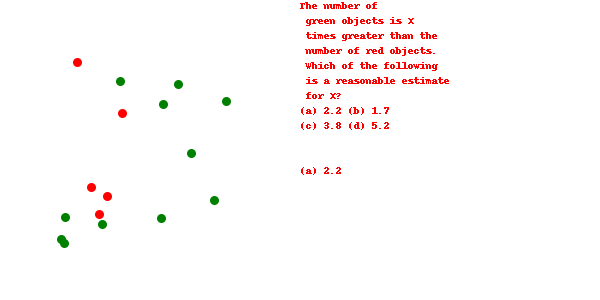 The number of
green objects is X
times greater than the
number of red objects.
Which of the following
is a reasonable estimate
for X?
(a) 2.2 (b) 1.7
(c) 3.8 (d) 5.2
(a) 2.2